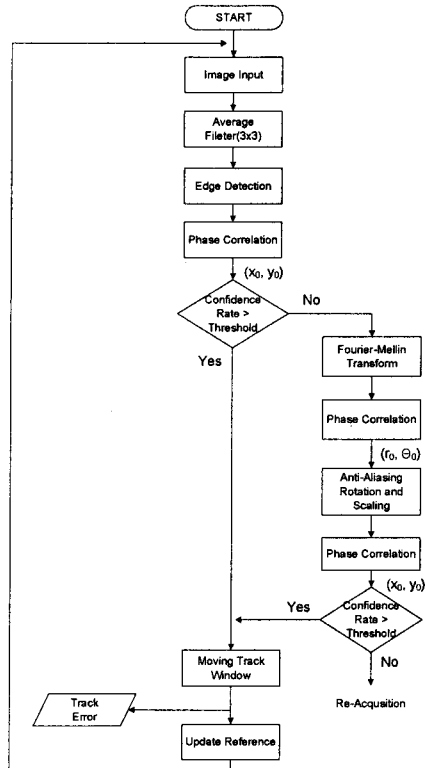 START
Image Input
Average
Fileter(3x3)
Edge Detection
Phase Correlation
(x₀, y₀)
Confidence
Rate >
Threshold
No
Yes
Fourier-Mellin
Transform
Phase Correlation
(r₀, Θ₀)
Anti-Aliasing
Rotation and
Scaling
Phase Correlation
(x₀, y₀)
Confidence
Rate >
Threshold
Yes
No
Re-Acqusition
Moving Track
Window
Track
Error
Update Reference